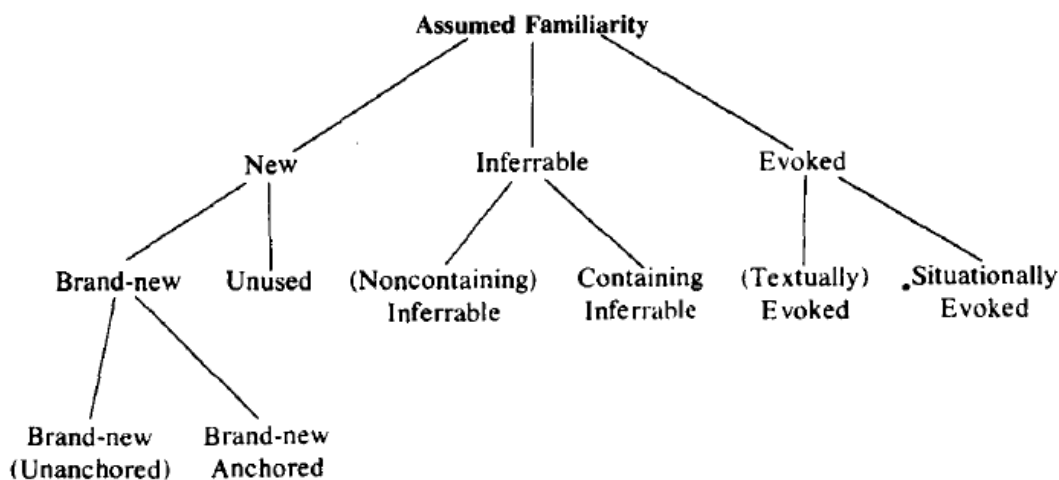 Assumed Familiarity
New Inferrable Evoked
Brand-new Unused (Noncontaining) Containing (Textually) Situationally
Inferrable Inferrable Evoked Evoked
Brand-new Brand-new
(Unanchored) Anchored